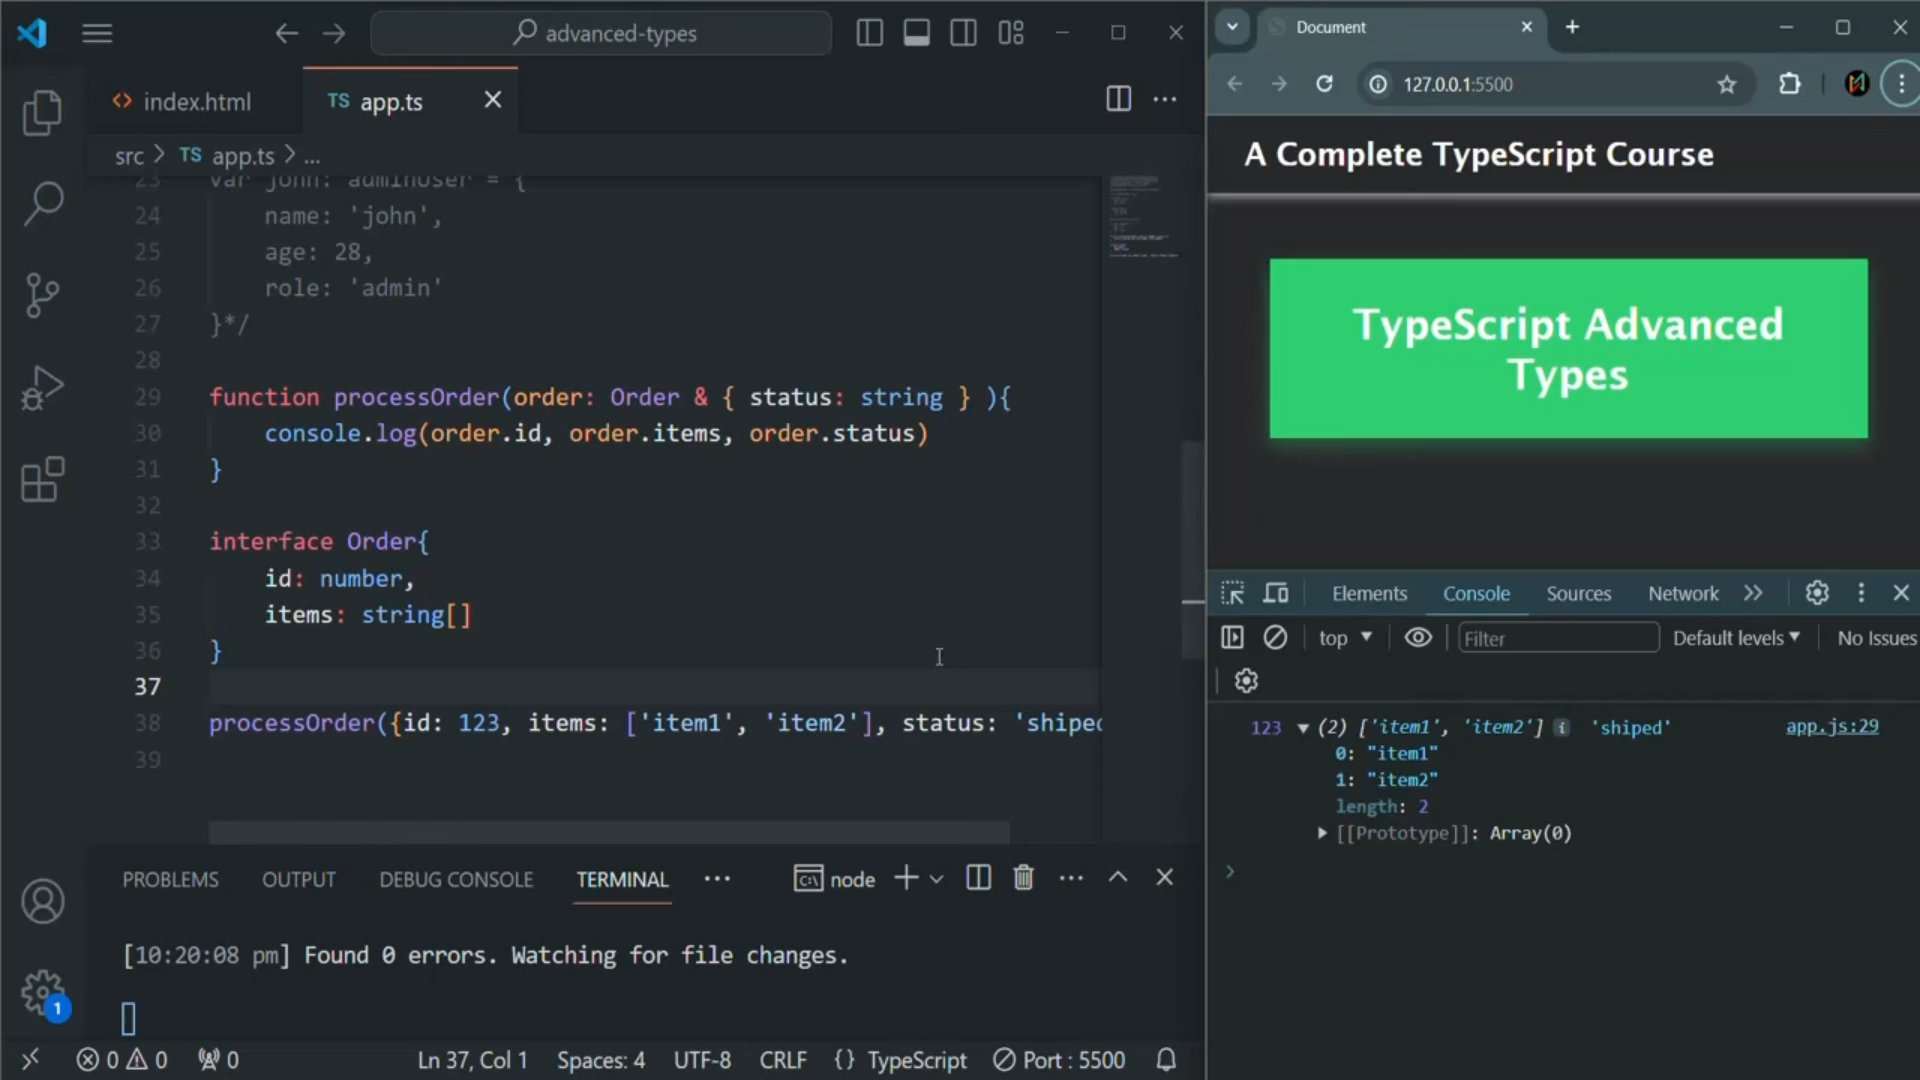 advanced-types
index.html
TS app.ts
src > TS app.ts > ...
23 var john: adminUser = {
24 name: 'john',
25 age: 28,
26 role: 'admin'
27 }*/
28
29 function processOrder(order: Order & { status: string } ){
30 console.log(order.id, order.items, order.status)
31 }
32
33 interface Order{
34 id: number,
35 items: string[]
36 }
37
38 processOrder({id: 123, items: ['item1', 'item2'], status: 'shiped
39
PROBLEMS OUTPUT DEBUG CONSOLE TERMINAL ... node
[10:20:08 pm] Found 0 errors. Watching for file changes.
1
0 0 0 Ln 37, Col 1 Spaces: 4 UTF-8 CRLF {} TypeScript Port : 5500
Document
127.0.0.1:5500
A Complete TypeScript Course
TypeScript Advanced
Types
Elements Console Sources Network
top Filter Default levels No Issues
123 (2) ['item1', 'item2'] i 'shiped' app.js:29
0: "item1"
1: "item2"
length: 2
[[Prototype]]: Array(0)